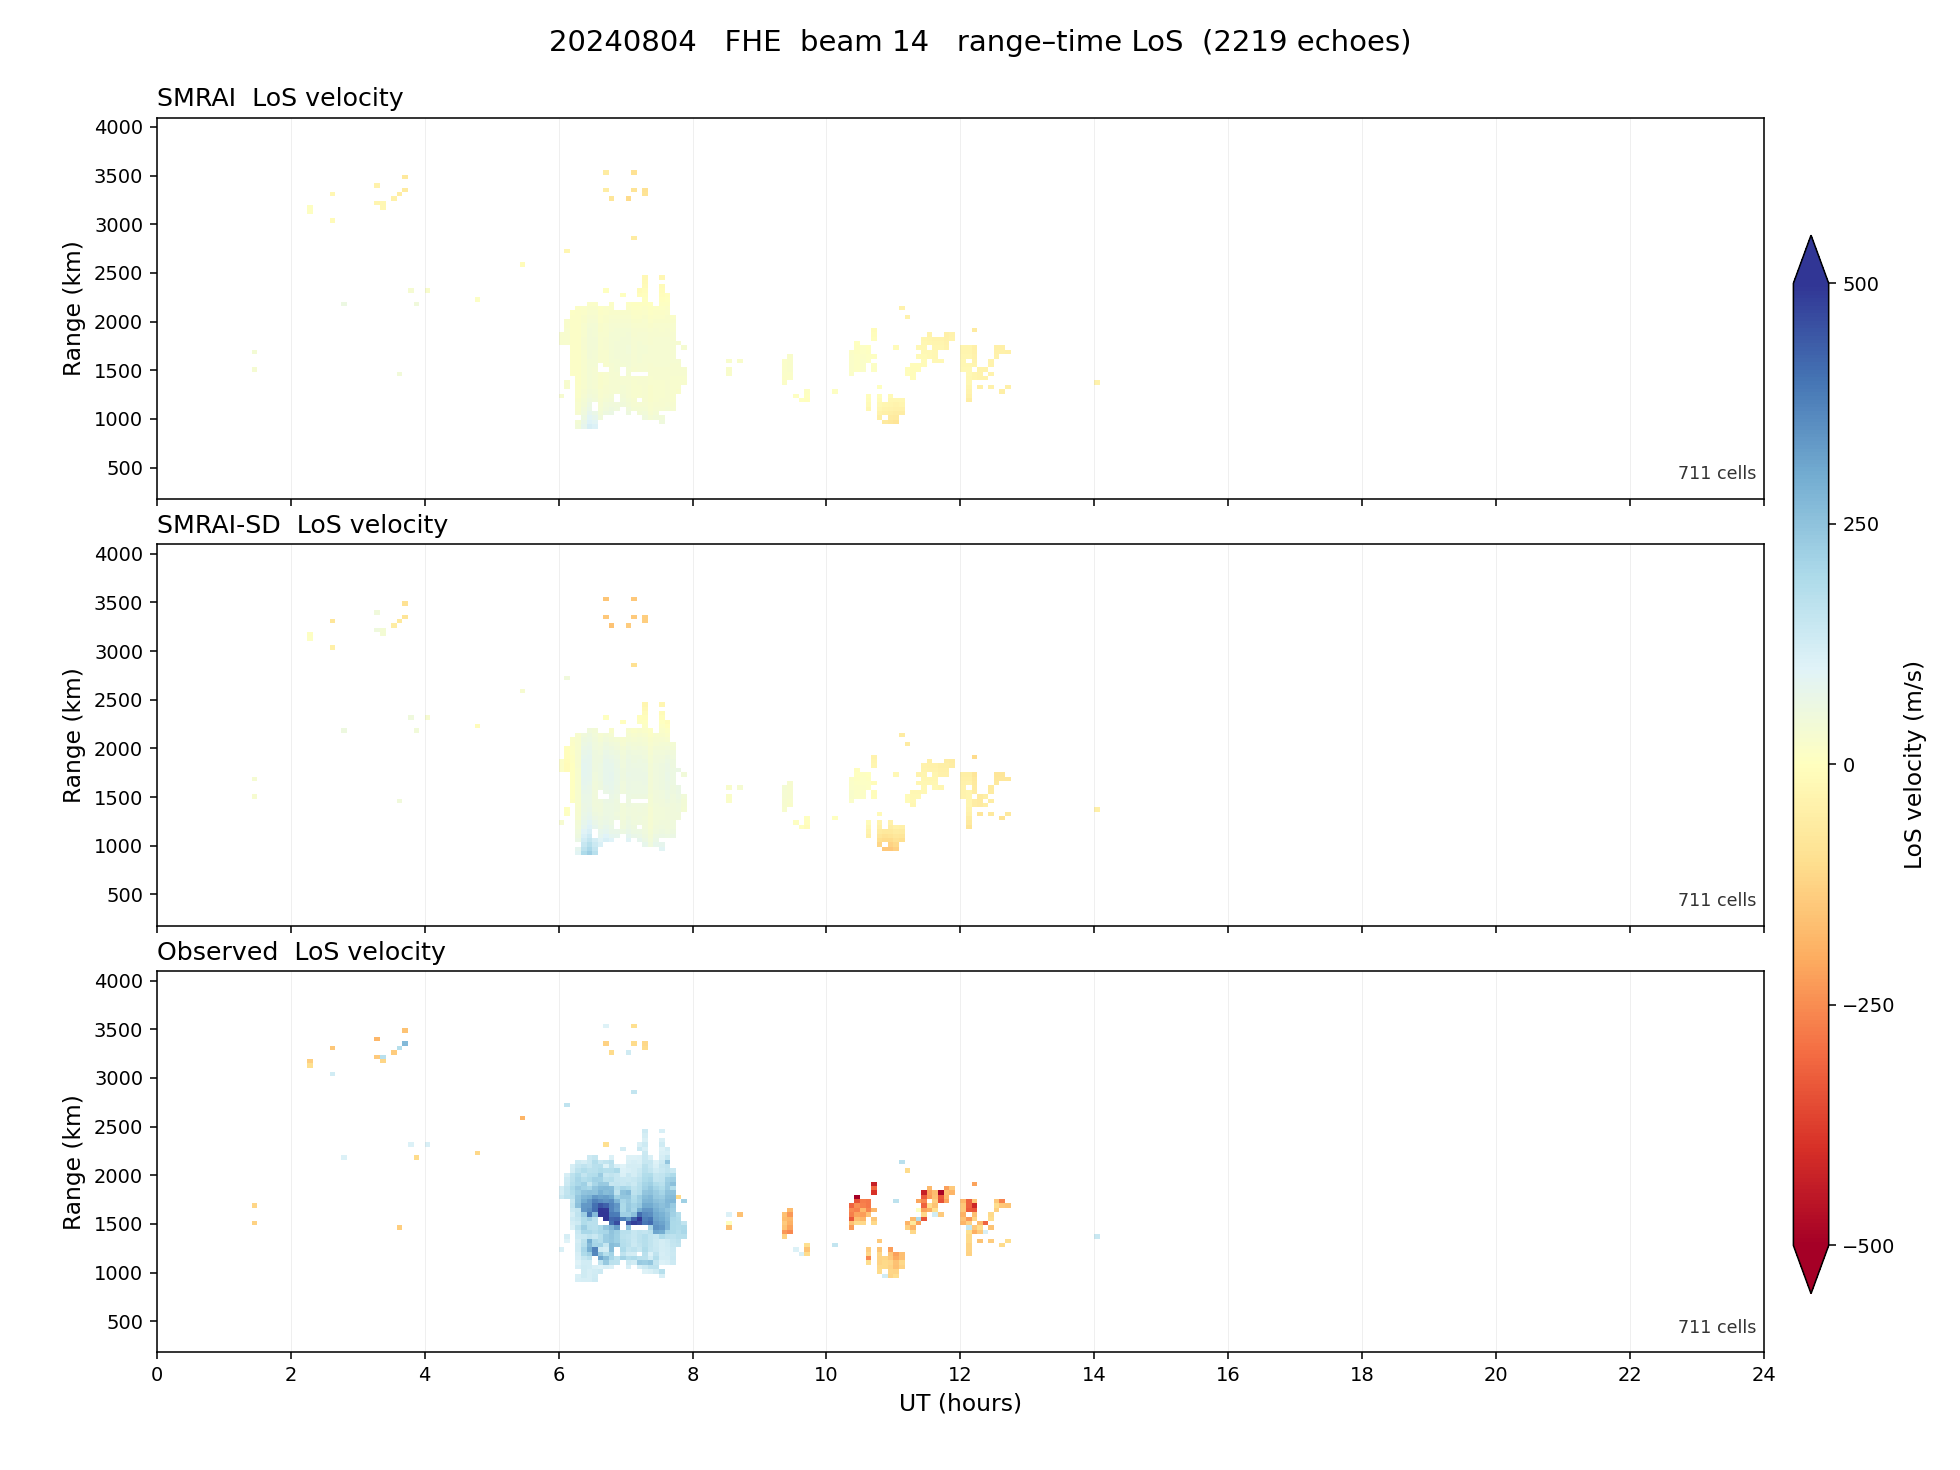 20240804   FHE  beam 14   range–time LoS  (2219 echoes)
SMRAI  LoS velocity
4000
3500
3000
2500
2000
1500
1000
500
Range (km)
711 cells
SMRAI-SD  LoS velocity
4000
3500
3000
2500
2000
1500
1000
500
Range (km)
711 cells
Observed  LoS velocity
4000
3500
3000
2500
2000
1500
1000
500
Range (km)
711 cells
0 2 4 6 8 10 12 14 16 18 20 22 24
UT (hours)
500
250
0
−250
−500
LoS velocity (m/s)